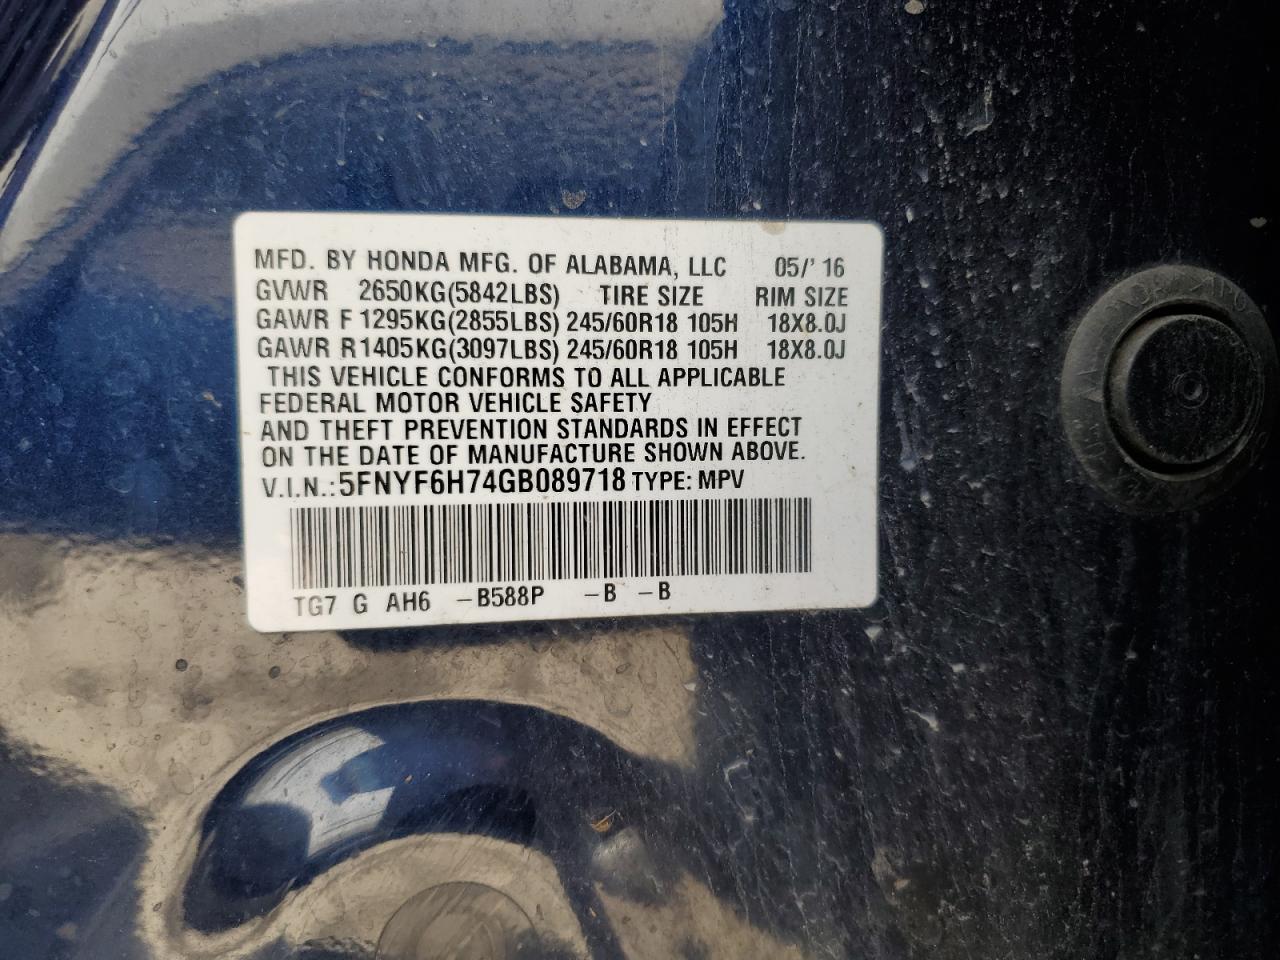 MFD. BY HONDA MFG. OF ALABAMA, LLC 05/' 16
GVWR 2650KG(5842LBS) TIRE SIZE RIM SIZE
GAWR F 1295KG(2855LBS) 245/60R18 105H 18X8.0J
GAWR R1405KG(3097LBS) 245/60R18 105H 18X8.0J
THIS VEHICLE CONFORMS TO ALL APPLICABLE
FEDERAL MOTOR VEHICLE SAFETY
AND THEFT PREVENTION STANDARDS IN EFFECT
ON THE DATE OF MANUFACTURE SHOWN ABOVE.
V.I.N.: 5FNYF6H74GB089718 TYPE: MPV
TG7 G AH6 -B588P -B -B